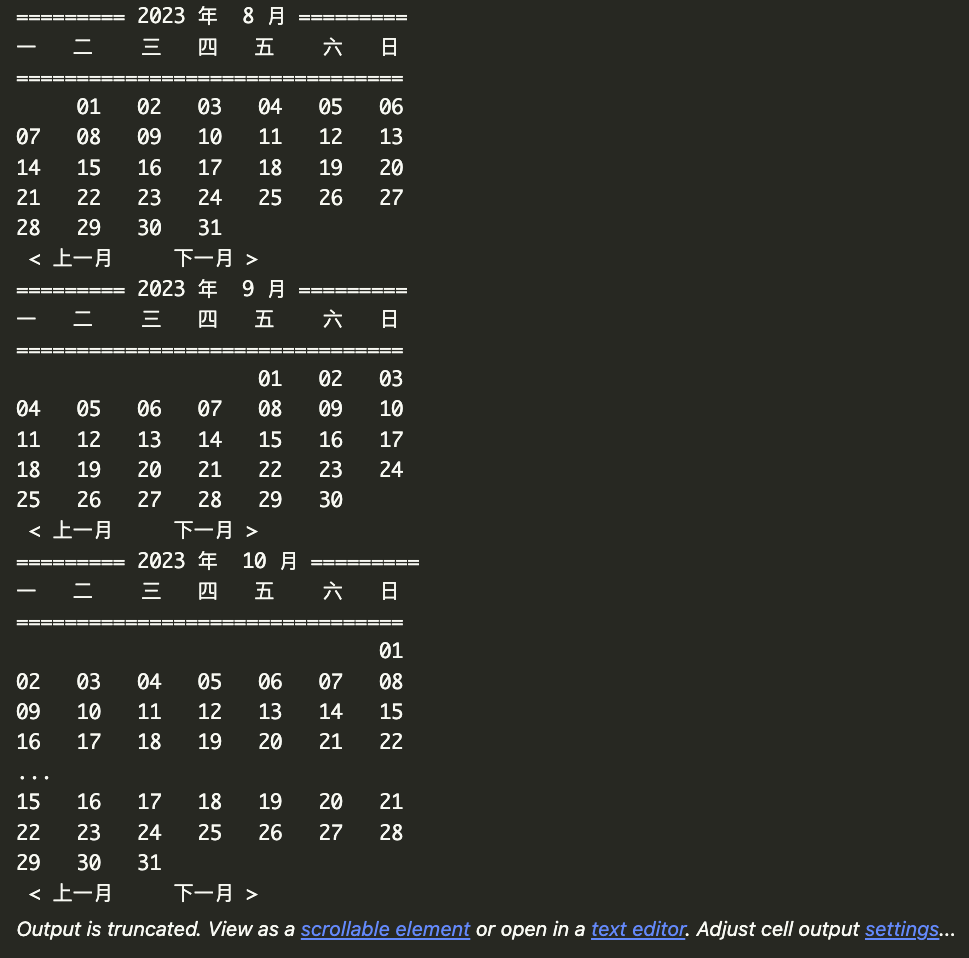 ========= 2023 年  8 月 =========
一   二    三   四   五    六   日
================================
     01   02   03   04   05   06
07   08   09   10   11   12   13
14   15   16   17   18   19   20
21   22   23   24   25   26   27
28   29   30   31
 < 上一月     下一月 >
========= 2023 年  9 月 =========
一   二    三   四   五    六   日
================================
                    01   02   03
04   05   06   07   08   09   10
11   12   13   14   15   16   17
18   19   20   21   22   23   24
25   26   27   28   29   30
 < 上一月     下一月 >
========= 2023 年  10 月 =========
一   二    三   四   五    六   日
================================
                              01
02   03   04   05   06   07   08
09   10   11   12   13   14   15
16   17   18   19   20   21   22
...
15   16   17   18   19   20   21
22   23   24   25   26   27   28
29   30   31
 < 上一月     下一月 >
Output is truncated. View as a scrollable element or open in a text editor. Adjust cell output settings...